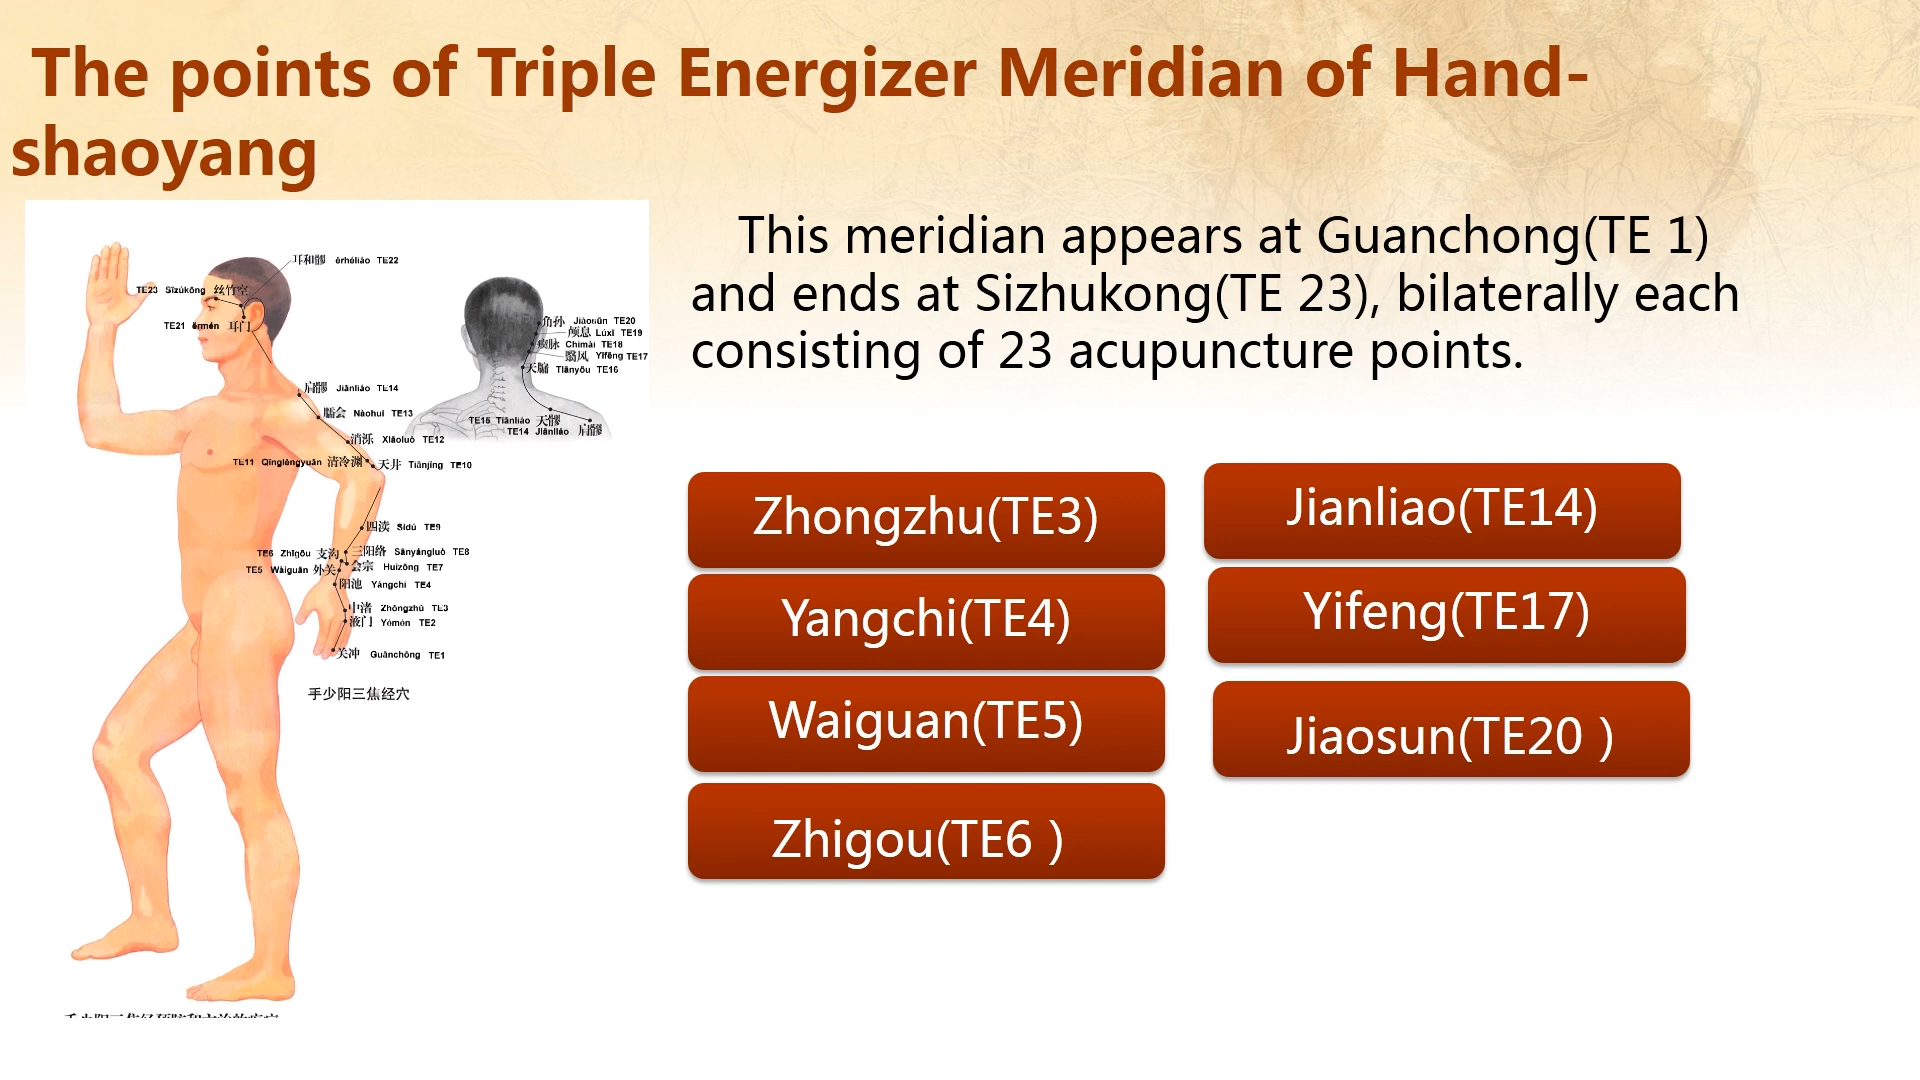 The points of Triple Energizer Meridian of Hand-
shaoyang
This meridian appears at Guanchong(TE 1)
and ends at Sizhukong(TE 23), bilaterally each
consisting of 23 acupuncture points.
耳和髎 ěrhéliáo TE22
TE23 Sīzúkōng 丝竹空
TE21 ěrmén 耳门
角孙 Jiǎosūn TE20
颅息 Lúxī TE19
瘈脉 Chìmài TE18
翳风 Yìfēng TE17
天牖 Tiānyǒu TE16
TE15 Tiānliáo 天髎
TE14 Jiānliáo 肩髎
肩髎 Jiānliáo TE14
臑会 Nàohuì TE13
消泺 Xiāoluò TE12
TE11 Qīnglěngyuān 清冷渊
天井 Tiānjǐng TE10
四渎 Sìdú TE9
TE6 Zhīgōu 支沟
三阳络 Sānyángluò TE8
会宗 Huìzōng TE7
TE5 Wàiguān 外关
阳池 Yángchí TE4
中渚 Zhōngzhǔ TE3
液门 Yèmén TE2
关冲 Guānchōng TE1
手少阳三焦经穴
Zhongzhu(TE3)
Yangchi(TE4)
Waiguan(TE5)
Zhigou(TE6 )
Jianliao(TE14)
Yifeng(TE17)
Jiaosun(TE20 )